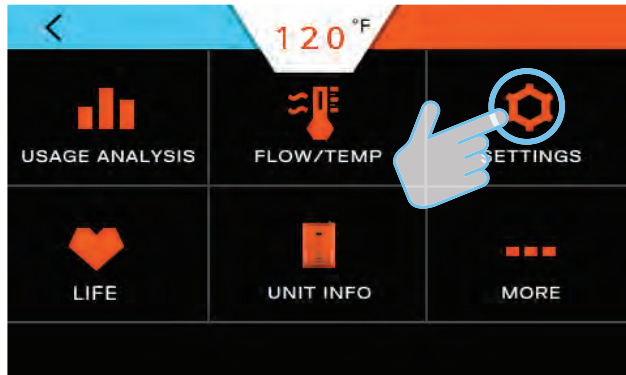 120°F
USAGE ANALYSIS
FLOW/TEMP
SETTINGS
LIFE
UNIT INFO
MORE